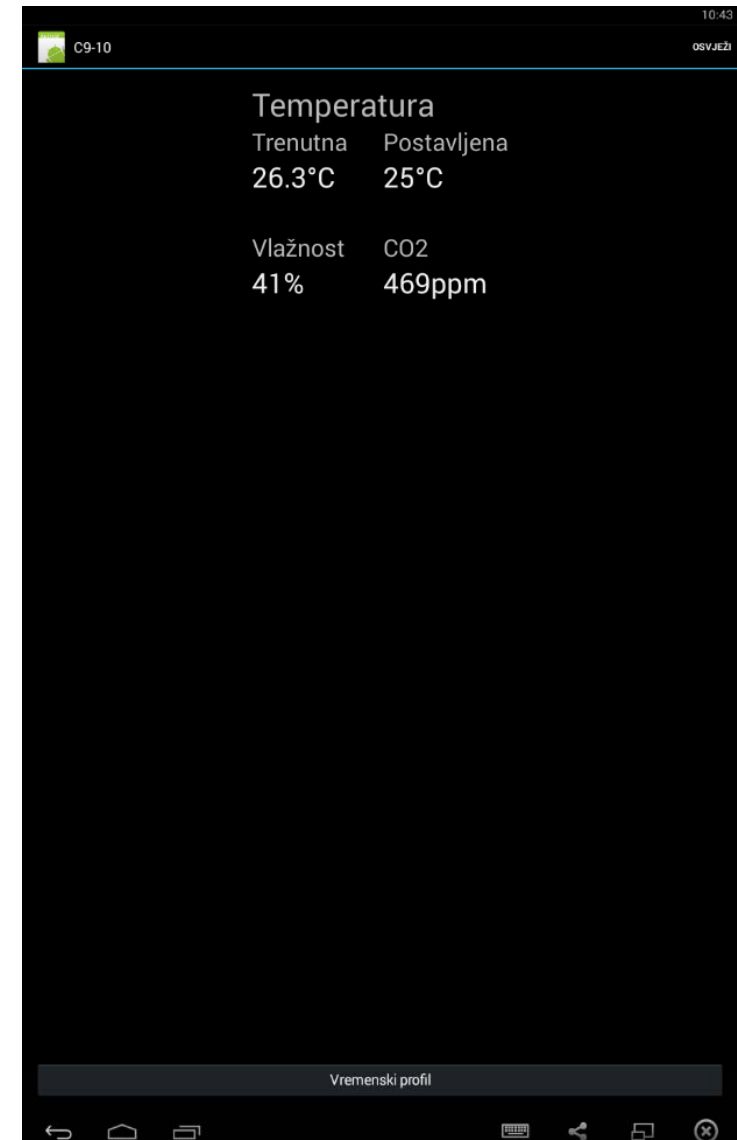 10:43
C9-10 OSVJEŽI
Temperatura
Trenutna Postavljena
26.3°C 25°C
Vlažnost CO2
41% 469ppm
Vremenski profil